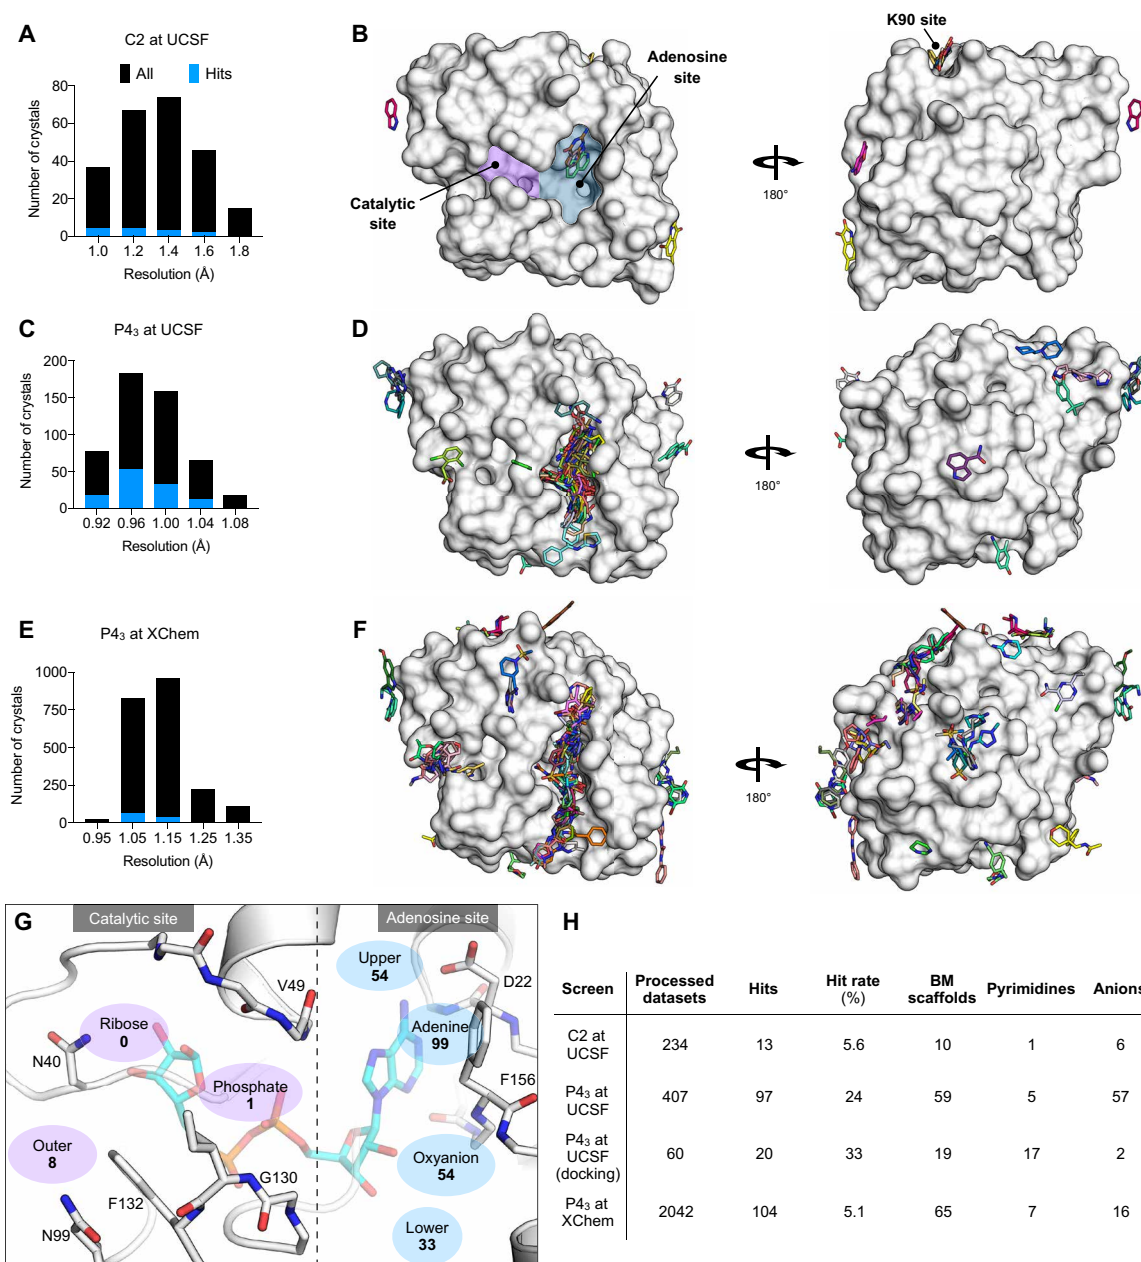 A
C2 at UCSF
All
Hits
Number of crystals
80
60
40
20
0
1.0 1.2 1.4 1.6 1.8
Resolution (Å)
B
Adenosine
site
Catalytic
site
180°
K90 site
C
P4₃ at UCSF
Number of crystals
200
150
100
50
0
0.92 0.96 1.00 1.04 1.08
Resolution (Å)
D
180°
E
P4₃ at XChem
Number of crystals
1000
750
500
250
0
0.95 1.05 1.15 1.25 1.35
Resolution (Å)
F
180°
G
Catalytic site
Adenosine site
Upper
54
D22
V49
Ribose
0
Adenine
99
N40
F156
Phosphate
1
Outer
8
Oxyanion
54
G130
F132
N99
Lower
33
H
Screen Processed datasets Hits Hit rate (%) BM scaffolds Pyrimidines Anions
C2 at UCSF 234 13 5.6 10 1 6
P4₃ at UCSF 407 97 24 59 5 57
P4₃ at UCSF (docking) 60 20 33 19 17 2
P4₃ at XChem 2042 104 5.1 65 7 16